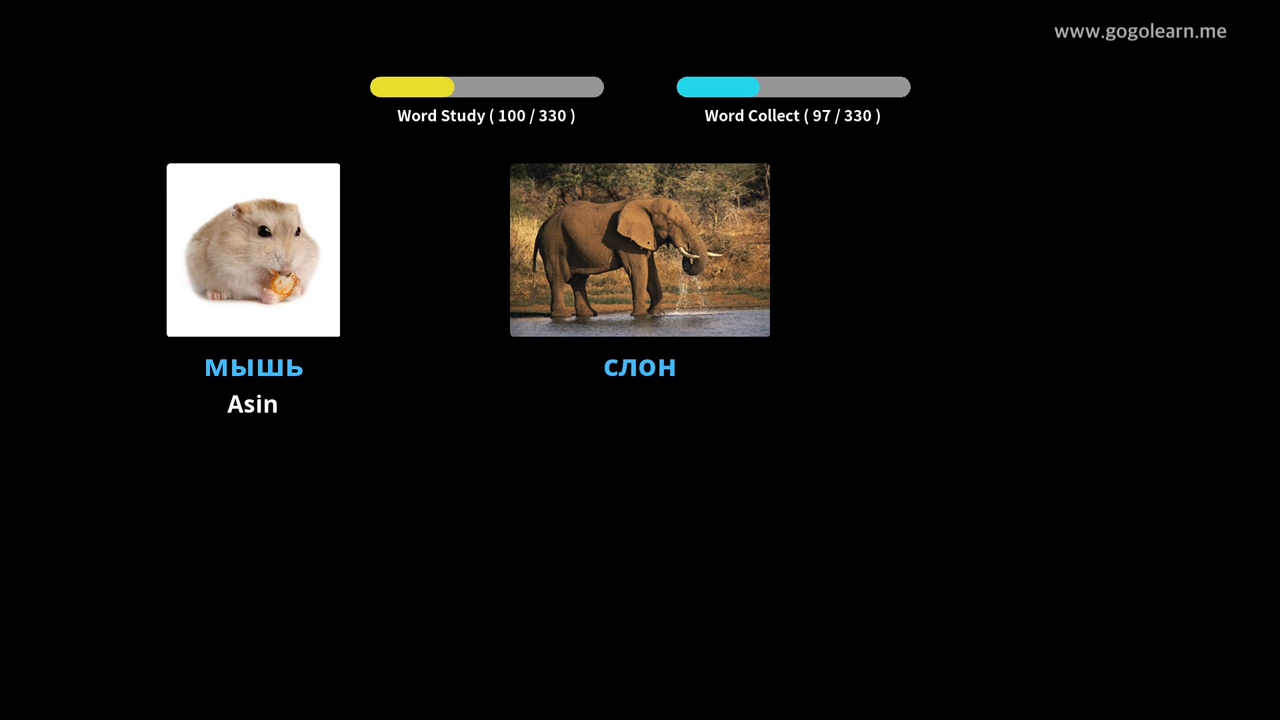 www.gogolearn.me
Word Study ( 100 / 330 )
Word Collect ( 97 / 330 )
мышь
слон
Asin